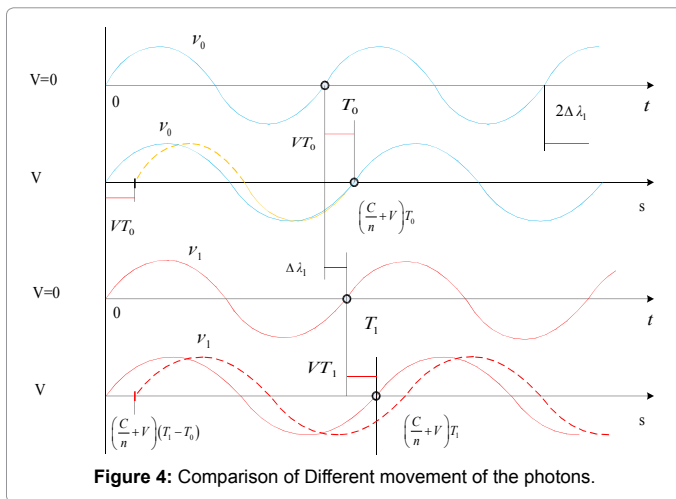 ν₀
V=0
0
T₀
t
2Δλ₁
ν₀
VT₀
V
s
VT₀
(C/n + V)T₀
ν₁
Δλ₁
V=0
0
T₁
t
ν₁
VT₁
V
s
(C/n + V)(T₁ − T₀)
(C/n + V)T₁
Figure 4: Comparison of Different movement of the photons.